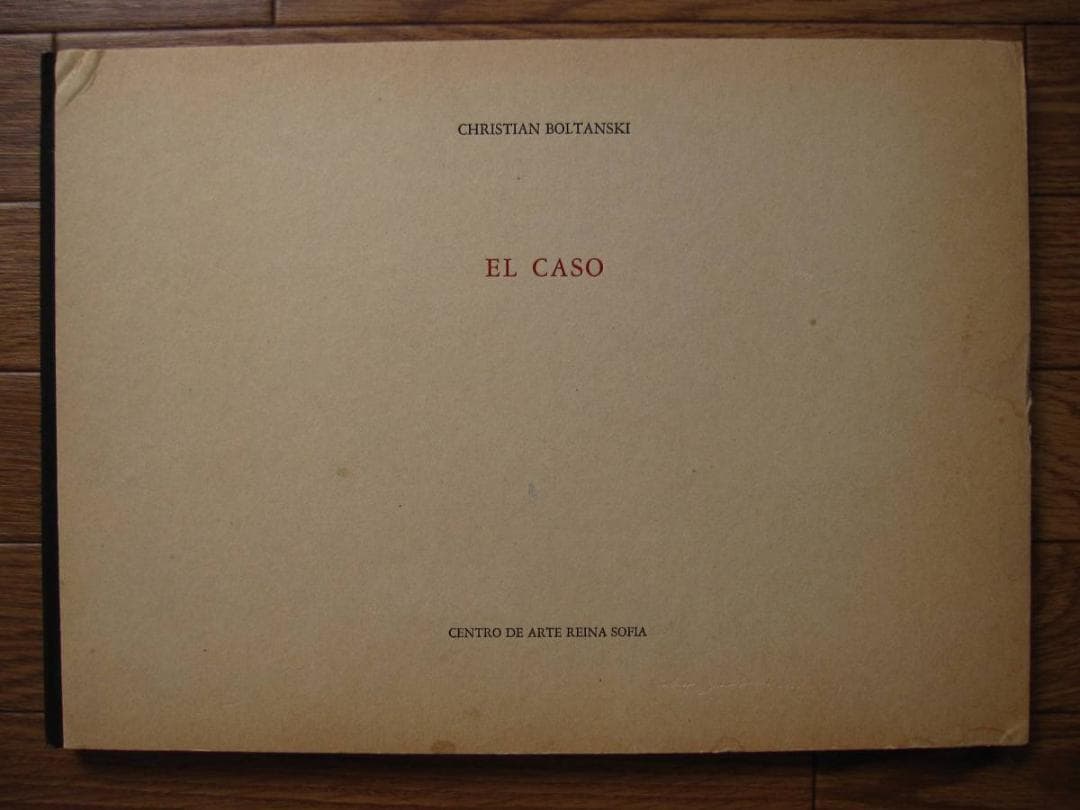 CHRISTIAN BOLTANSKI
EL CASO
CENTRO DE ARTE REINA SOFIA